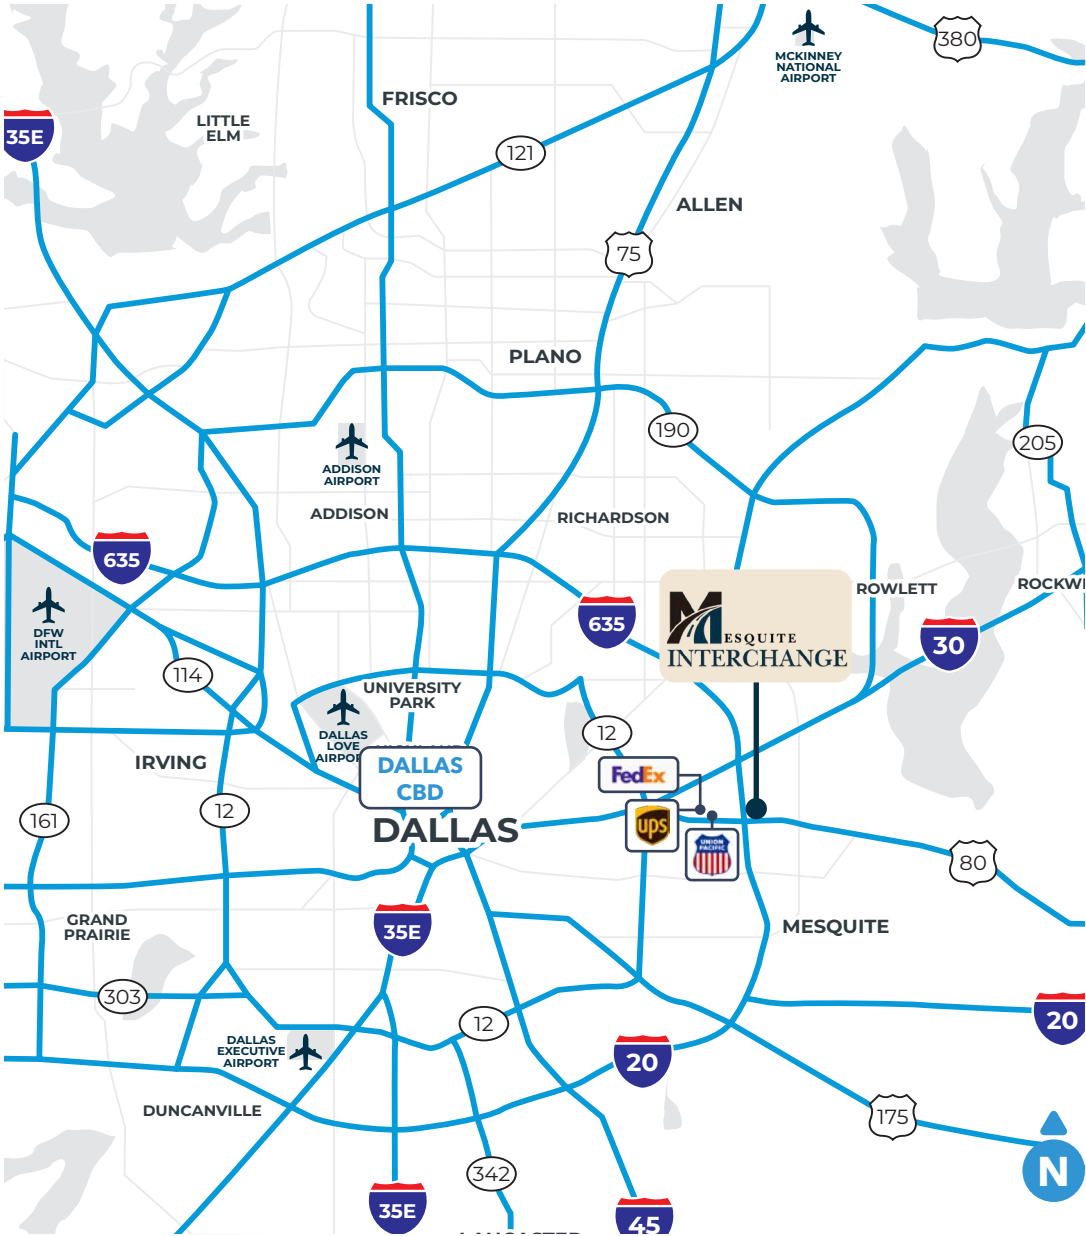 380
MCKINNEY
NATIONAL
AIRPORT
FRISCO
LITTLE
ELM
35E
121
ALLEN
75
PLANO
190
205
ADDISON
AIRPORT
ADDISON
RICHARDSON
635
ROWLETT
ROCKW
DFW
INTL
AIRPORT
635
MESQUITE
INTERCHANGE
30
114
UNIVERSITY
PARK
DALLAS
LOVE
AIRPOR
12
IRVING
DALLAS
CBD
FedEx
161
12
DALLAS
ups
UNION
PACIFIC
80
GRAND
PRAIRIE
35E
MESQUITE
303
12
20
DALLAS
EXECUTIVE
AIRPORT
20
DUNCANVILLE
175
N
342
35E
45